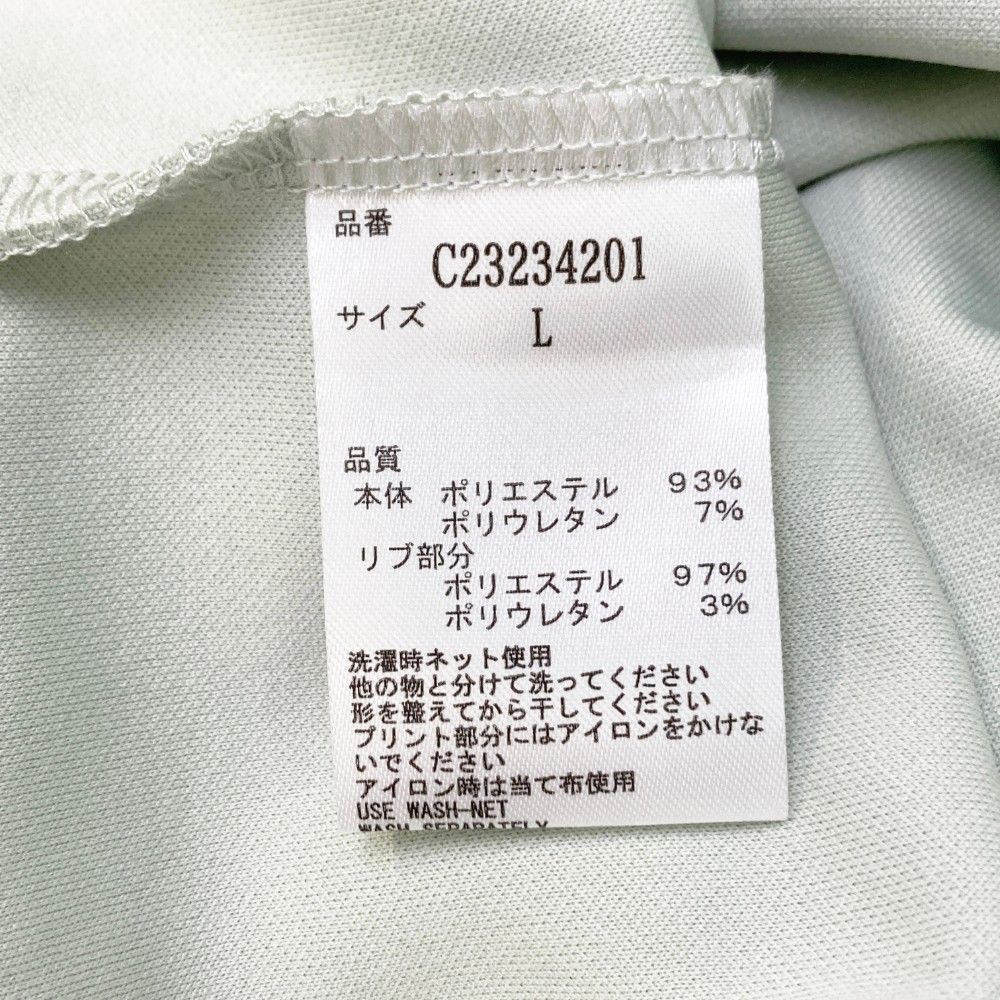 品番
C23234201
サイズ L
品質
本体 ポリエステル 93%
ポリウレタン 7%
リブ部分
ポリエステル 97%
ポリウレタン 3%
洗濯時ネット使用
他の物と分けて洗ってください
形を整えてから干してください
プリント部分にはアイロンをかけな
いでください
アイロン時は当て布使用
USE WASH-NET
WASH SEPARATELY